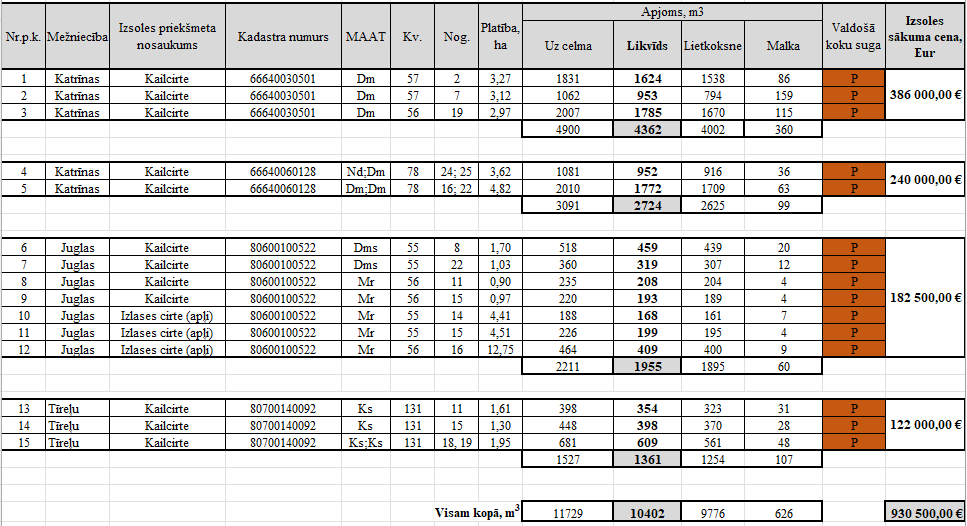 Nr.p.k. Mežniecība Izsoles priekšmeta nosaukums Kadastra numurs MAAT Kv. Nog. Platība, ha Apjoms, m3 Valdošā koku suga Izsoles sākuma cena, Eur
Uz celma Likvīds Lietkoksne Malka
1 Katrīnas Kailcirte 66640030501 Dm 57 2 3,27 1831 1624 1538 86 P
2 Katrīnas Kailcirte 66640030501 Dm 57 7 3,12 1062 953 794 159 P 386 000,00 €
3 Katrīnas Kailcirte 66640030501 Dm 56 19 2,97 2007 1785 1670 115 P
4900 4362 4002 360
4 Katrīnas Kailcirte 66640060128 Nd;Dm 78 24; 25 3,62 1081 952 916 36 P 240 000,00 €
5 Katrīnas Kailcirte 66640060128 Dm;Dm 78 16; 22 4,82 2010 1772 1709 63 P
3091 2724 2625 99
6 Juglas Kailcirte 80600100522 Dms 55 8 1,70 518 459 439 20 P
7 Juglas Kailcirte 80600100522 Dms 55 22 1,03 360 319 307 12 P
8 Juglas Kailcirte 80600100522 Mr 56 11 0,90 235 208 204 4 P
9 Juglas Kailcirte 80600100522 Mr 56 15 0,97 220 193 189 4 P 182 500,00 €
10 Juglas Izlases cirte (apļi) 80600100522 Mr 55 14 4,41 188 168 161 7 P
11 Juglas Izlases cirte (apļi) 80600100522 Mr 55 15 4,51 226 199 195 4 P
12 Juglas Izlases cirte (apļi) 80600100522 Mr 56 16 12,75 464 409 400 9 P
2211 1955 1895 60
13 Tīreļu Kailcirte 80700140092 Ks 131 11 1,61 398 354 323 31 P
14 Tīreļu Kailcirte 80700140092 Ks 131 15 1,30 448 398 370 28 P 122 000,00 €
15 Tīreļu Kailcirte 80700140092 Ks;Ks 131 18, 19 1,95 681 609 561 48 P
1527 1361 1254 107
Visam kopā, m³ 11729 10402 9776 626 930 500,00 €